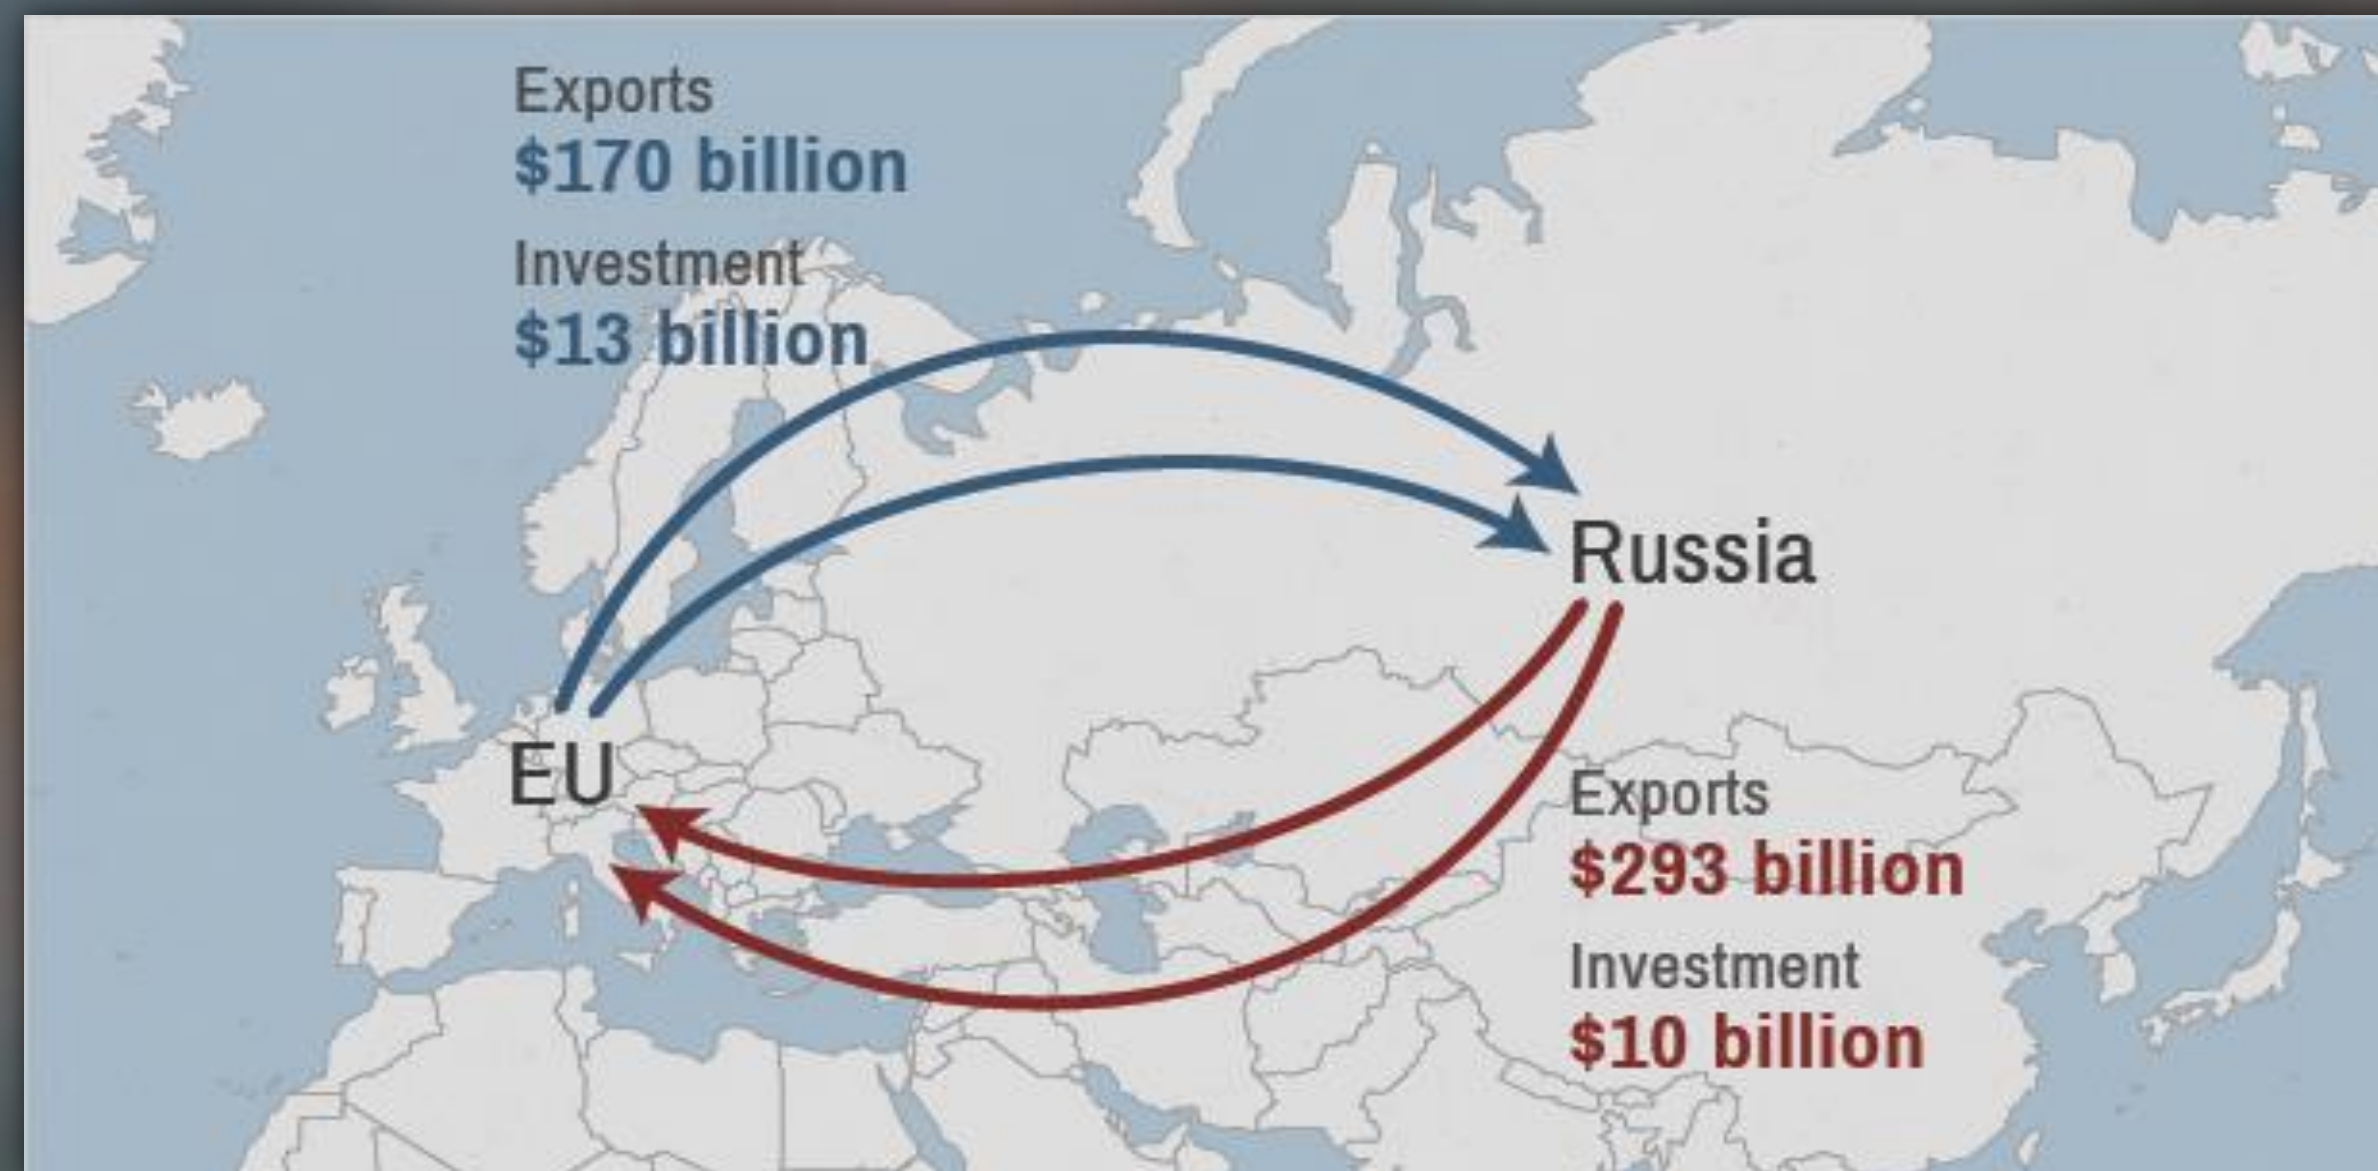 Exports
$170 billion
Investment
$13 billion
Russia
EU
Exports
$293 billion
Investment
$10 billion